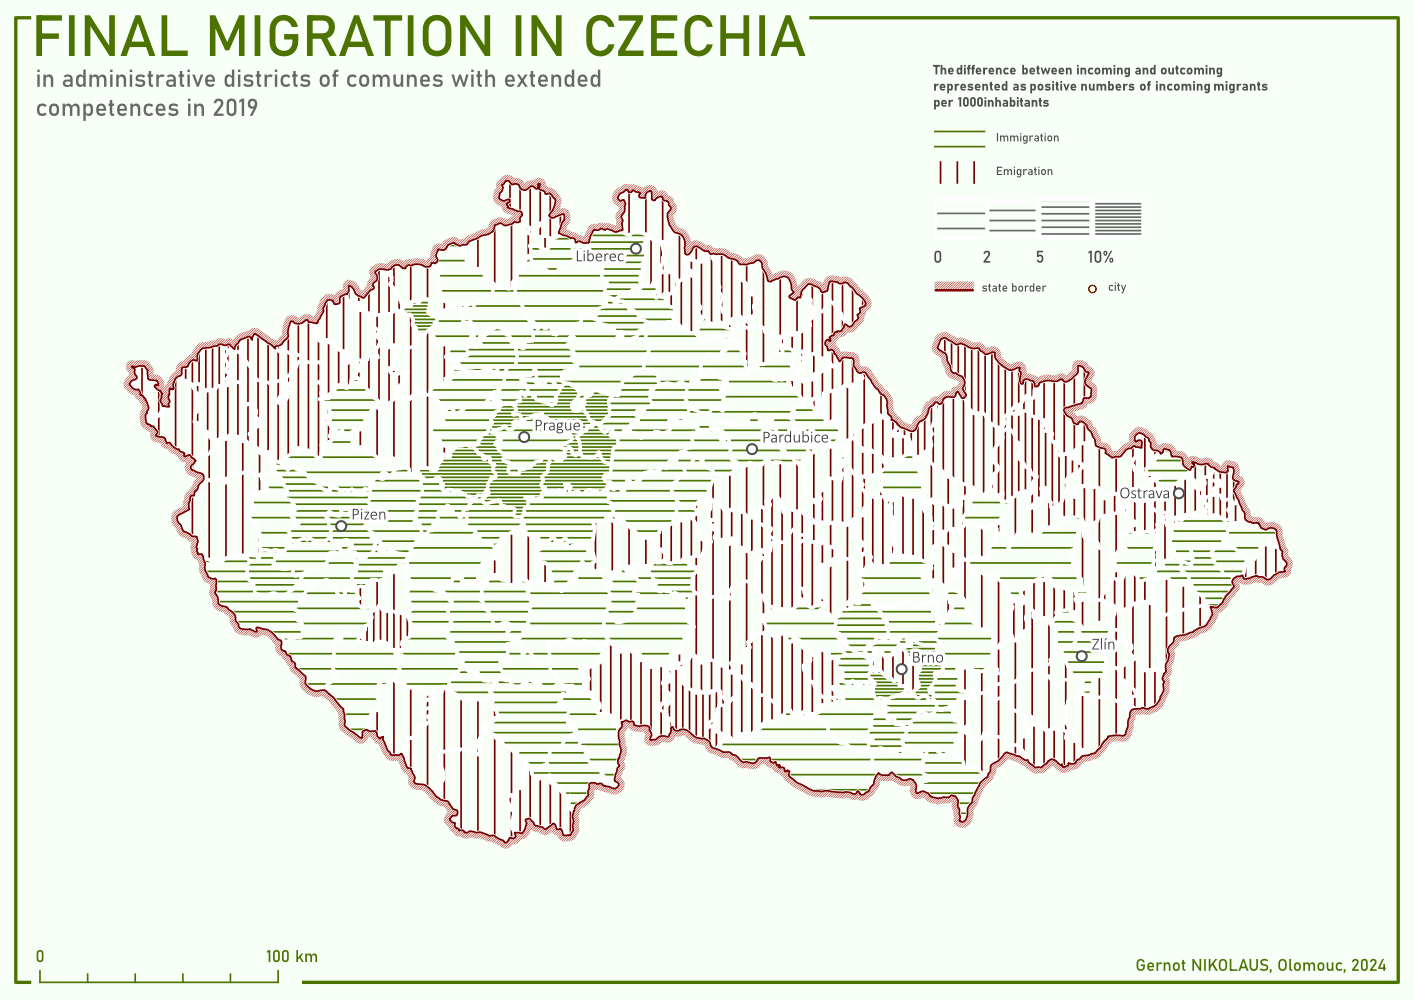 FINAL MIGRATION IN CZECHIA
in administrative districts of comunes with extended
competences in 2019
The difference between incoming and outcoming
represented as positive numbers of incoming migrants
per 1000inhabitants
Immigration
Emigration
0 2 5 10%
state border
city
Liberec
Prague
Pardubice
Pizen
Ostrava
Zlín
Brno
0 100 km
Gernot NIKOLAUS, Olomouc, 2024